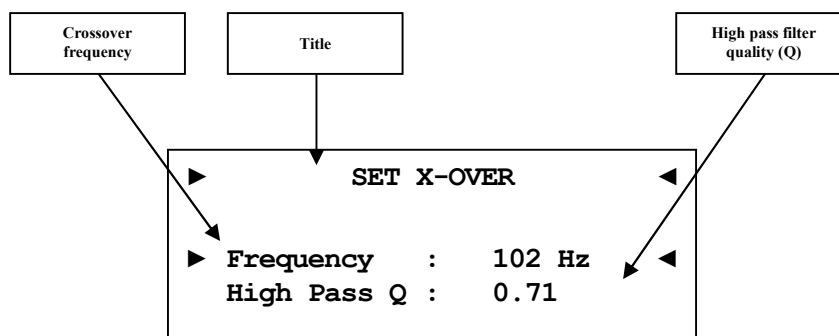 Crossover
frequency
Title
High pass filter
quality (Q)
► SET X-OVER ◄
► Frequency : 102 Hz ◄
High Pass Q : 0.71